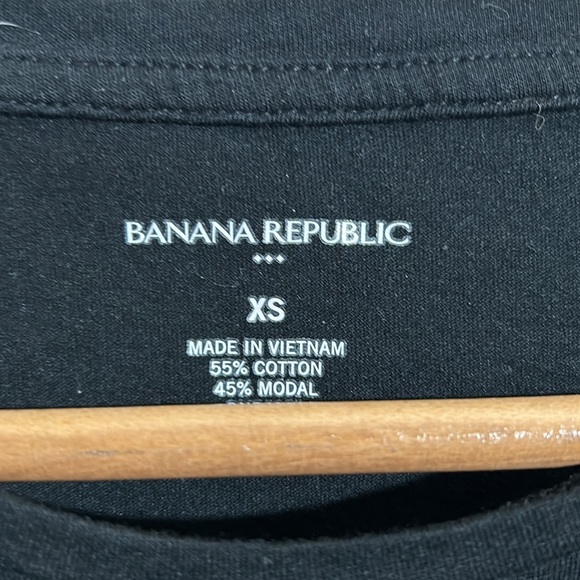 BANANA REPUBLIC
XS
MADE IN VIETNAM
55% COTTON
45% MODAL